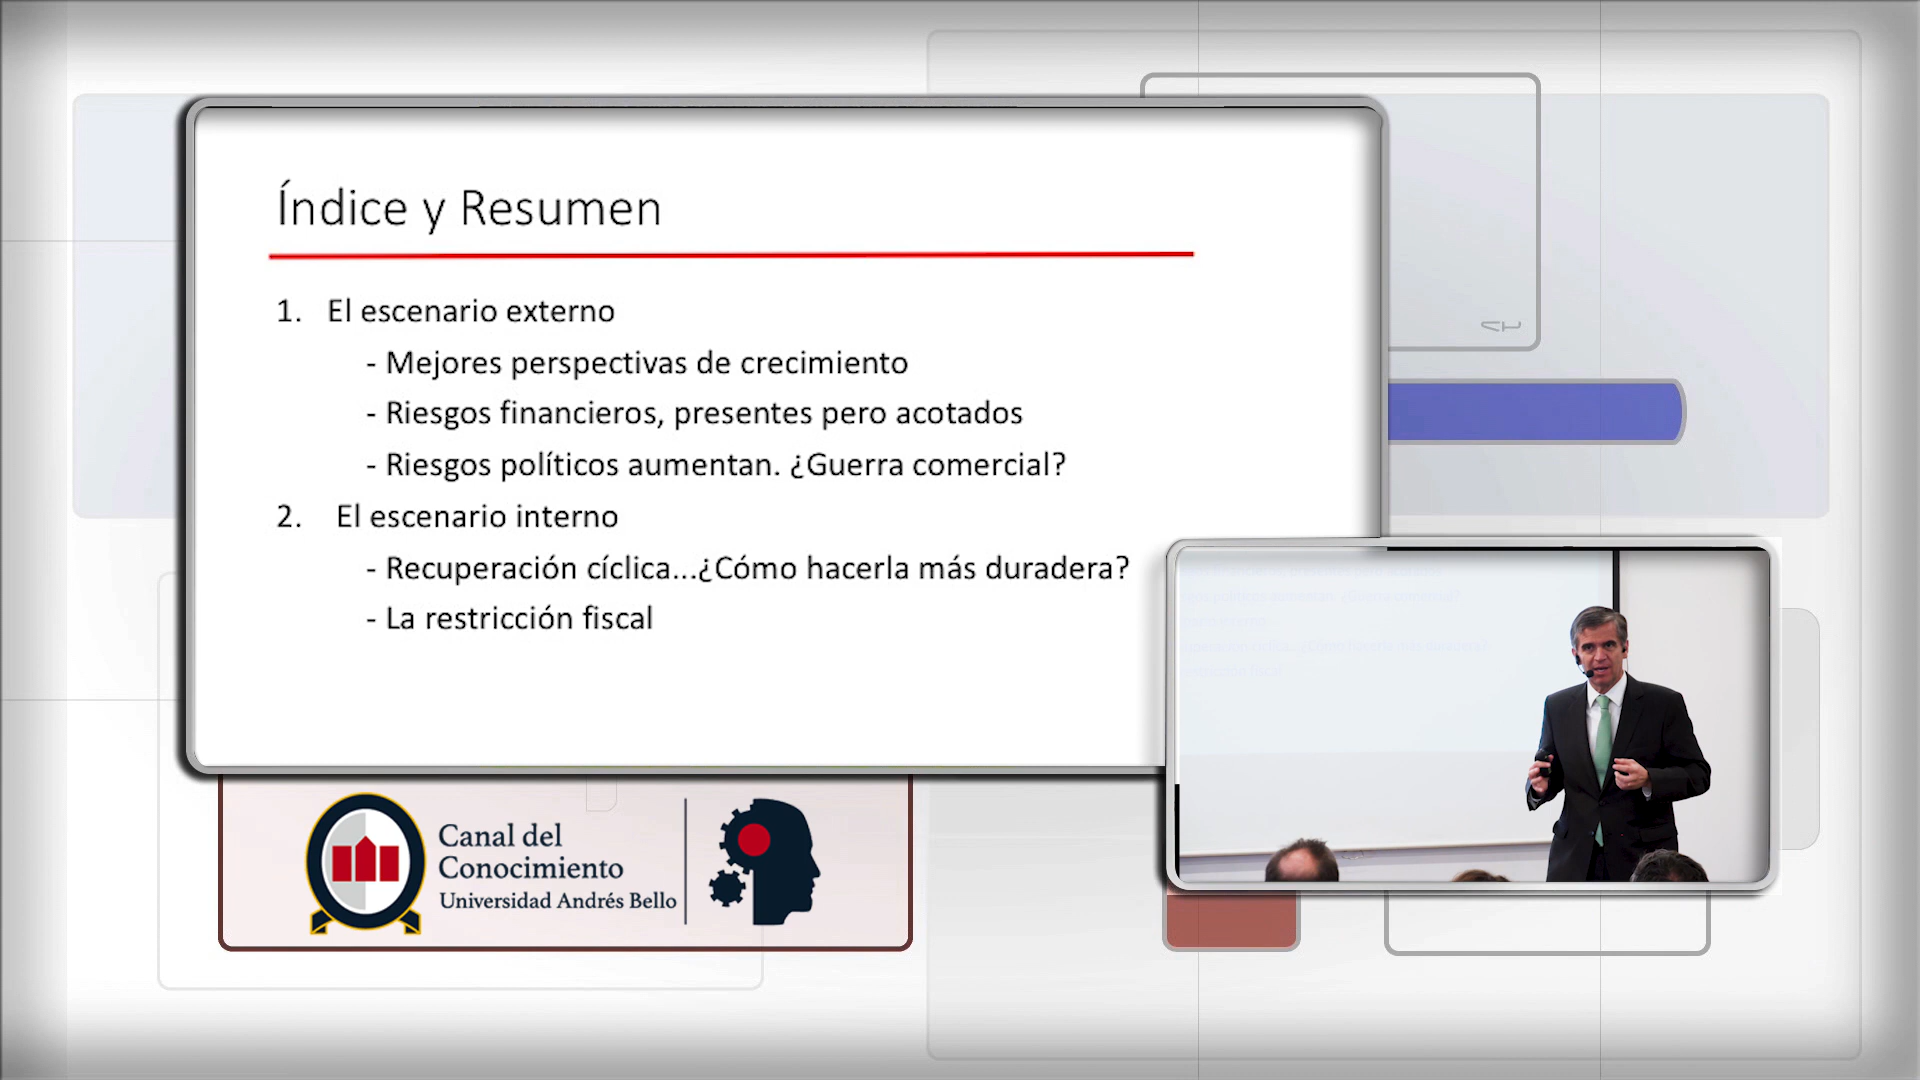 Índice y Resumen
1. El escenario externo
- Mejores perspectivas de crecimiento
- Riesgos financieros, presentes pero acotados
- Riesgos políticos aumentan. ¿Guerra comercial?
2. El escenario interno
- Recuperación cíclica...¿Cómo hacerla más duradera?
- La restricción fiscal
Canal del
Conocimiento
Universidad Andrés Bello